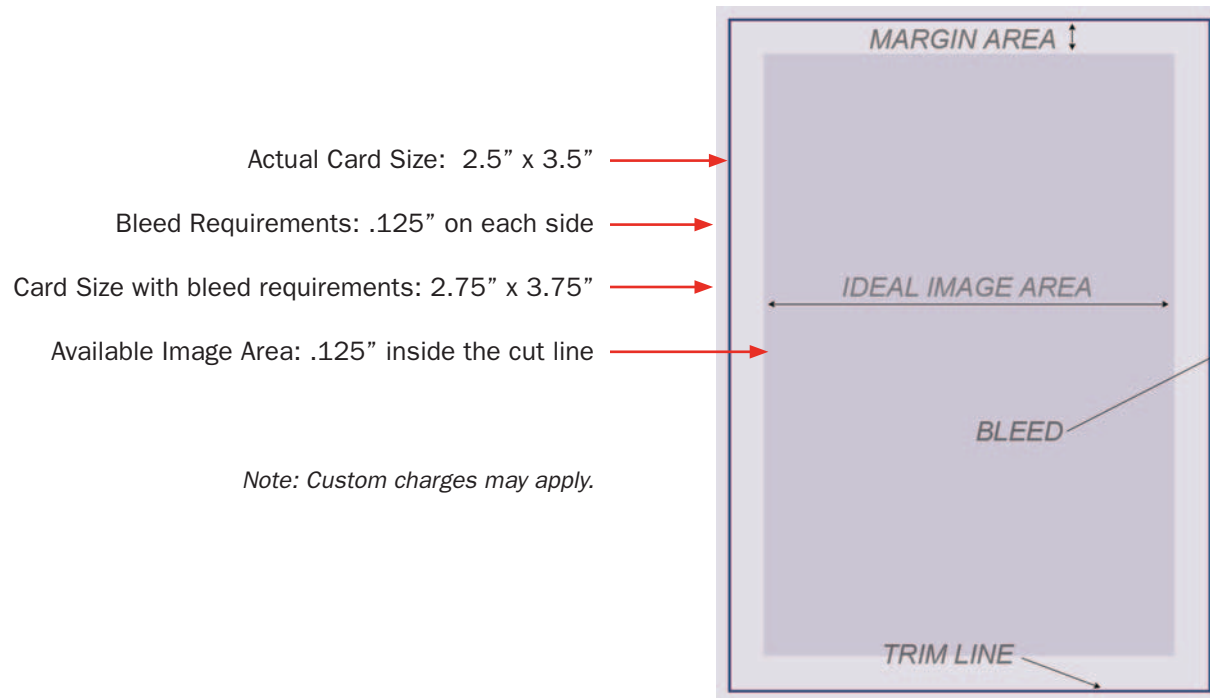 MARGIN AREA
Actual Card Size: 2.5” x 3.5”
Bleed Requirements: .125” on each side
Card Size with bleed requirements: 2.75” x 3.75”
IDEAL IMAGE AREA
Available Image Area: .125” inside the cut line
BLEED
Note: Custom charges may apply.
TRIM LINE